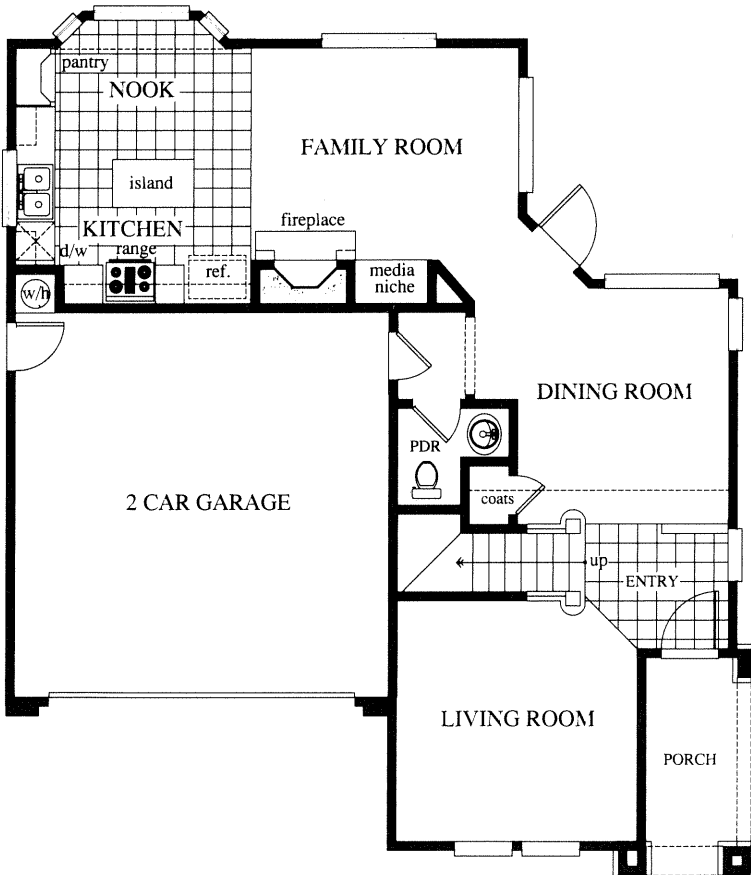 pantry
NOOK
FAMILY ROOM
island
fireplace
KITCHEN
d/w
range
ref.
media
niche
w/h
DINING ROOM
PDR
2 CAR GARAGE
coats
up
ENTRY
LIVING ROOM
PORCH